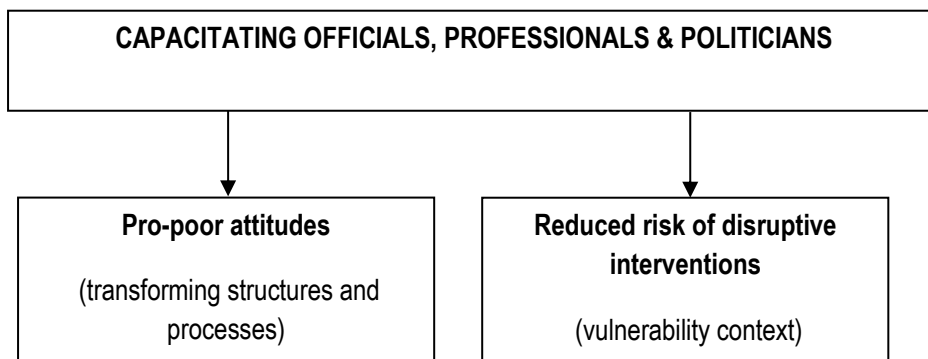 CAPACITATING OFFICIALS, PROFESSIONALS & POLITICIANS
Pro-poor attitudes
(transforming structures and
processes)
Reduced risk of disruptive
interventions
(vulnerability context)